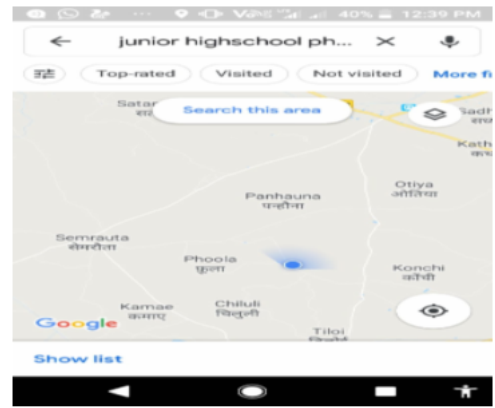 40% 12:39 PM
junior highschool ph...
Top-rated Visited Not visited More fi
Search this area
Otiya
ओतिया
Panhauna
पन्हौना
Semrauta
सेमरौता
Phoola
फुला
Konchi
कोंची
Kamae
कमाए
Chiluli
चिलुली
Google
Tiloi
Show list